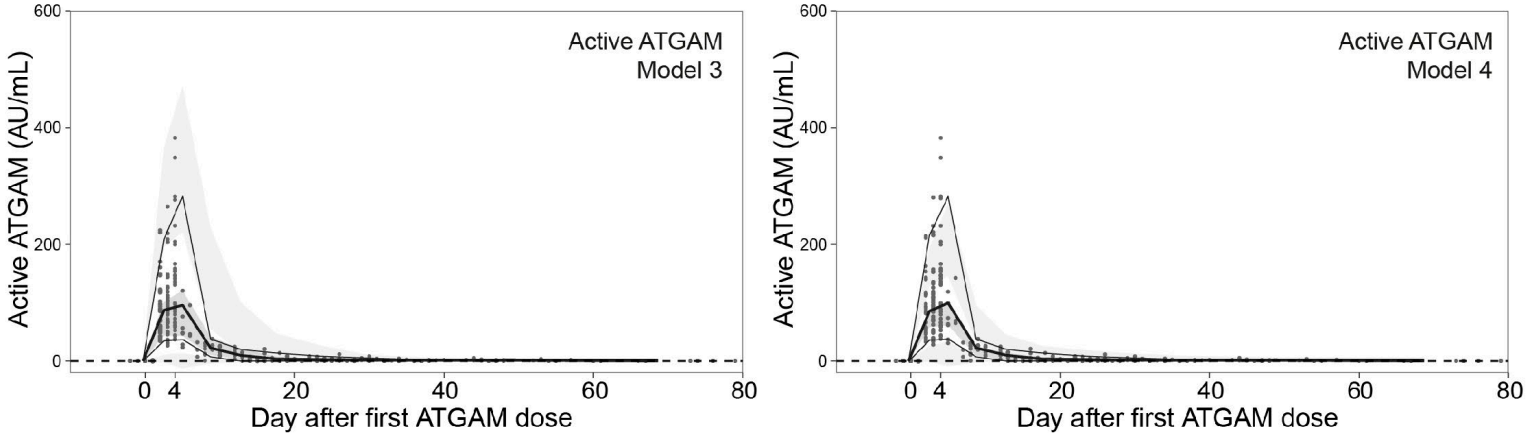 Active ATGAM
Model 3
Active ATGAM (AU/mL)
600
400
200
0
0 4 20 40 60 80
Day after first ATGAM dose
Active ATGAM
Model 4
Active ATGAM (AU/mL)
600
400
200
0
0 4 20 40 60 80
Day after first ATGAM dose